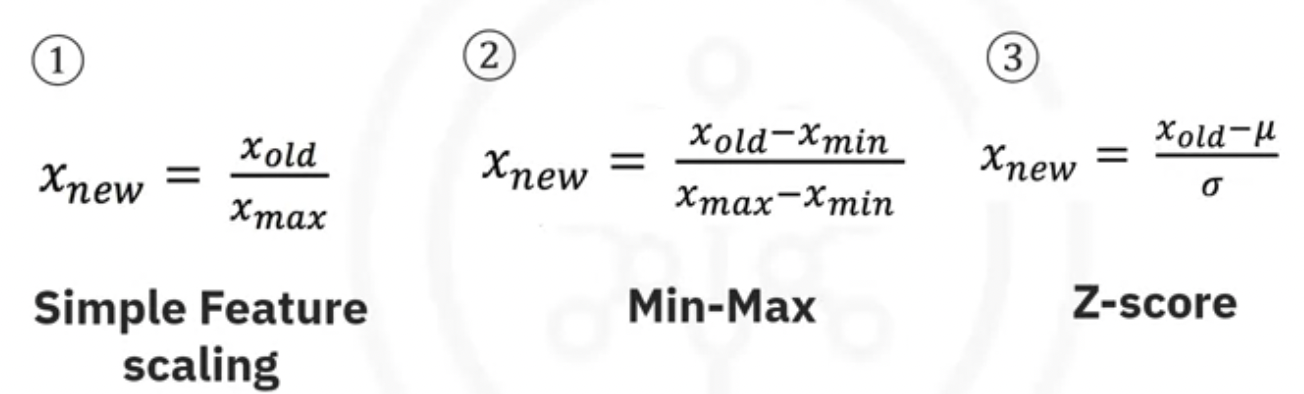 ①
x_new = x_old / x_max
Simple Feature
scaling
②
x_new = x_old−x_min / x_max−x_min
Min-Max
③
x_new = x_old−μ / σ
Z-score